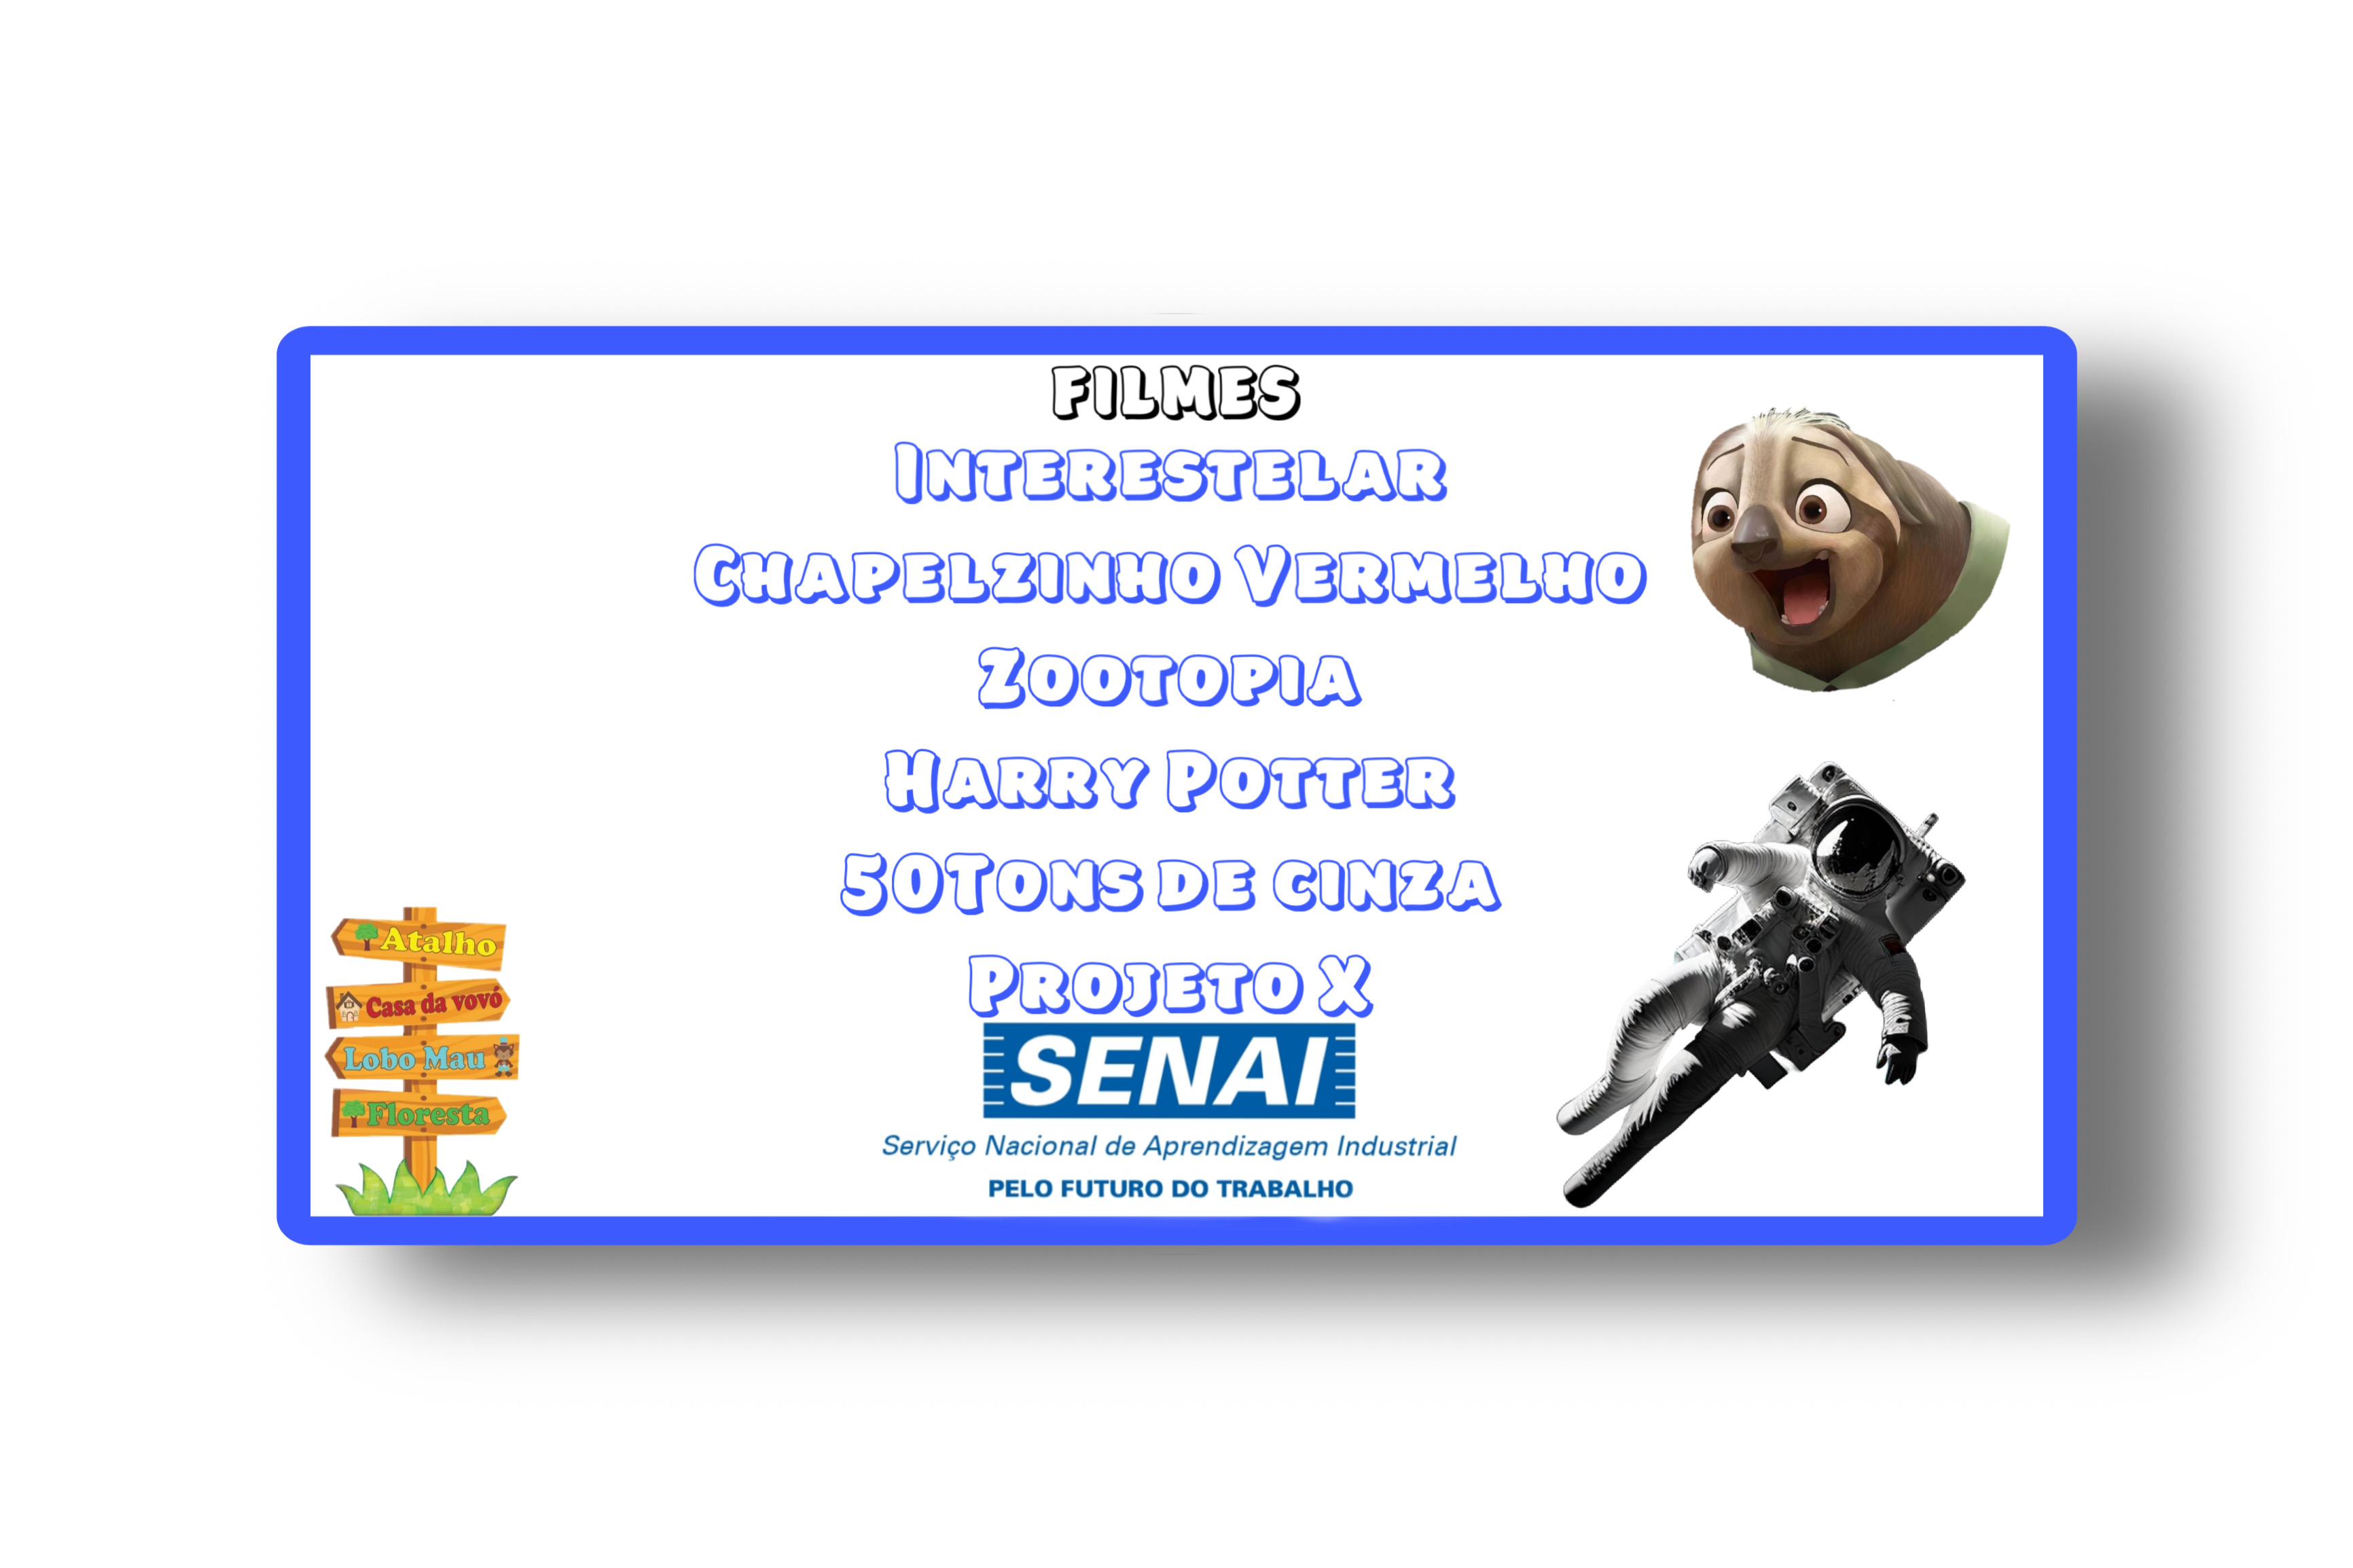 FILMES
Interestelar
Chapelzinho Vermelho
Zootopia
Harry Potter
50Tons de cinza
Projeto X
Atalho
Casa da vovó
Lobo Mau
Floresta
SENAI
Serviço Nacional de Aprendizagem Industrial
PELO FUTURO DO TRABALHO